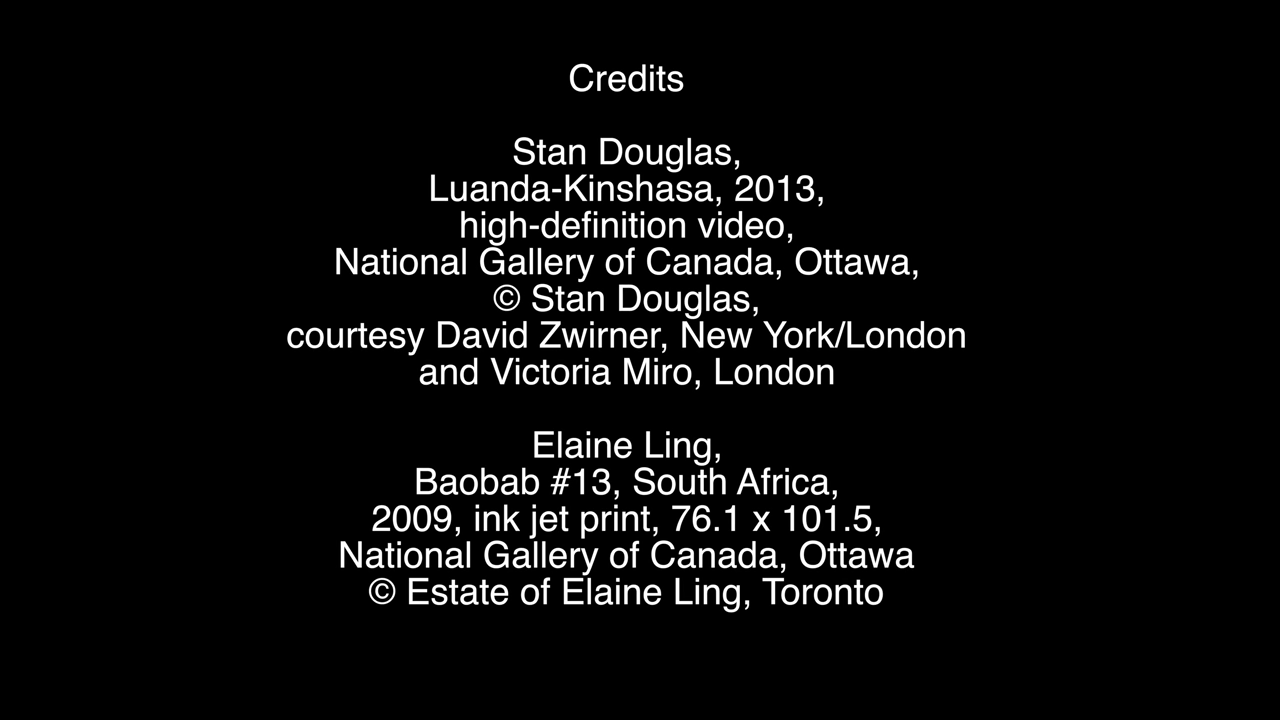 Credits
Stan Douglas,
Luanda-Kinshasa, 2013,
high-definition video,
National Gallery of Canada, Ottawa,
© Stan Douglas,
courtesy David Zwirner, New York/London
and Victoria Miro, London
Elaine Ling,
Baobab #13, South Africa,
2009, ink jet print, 76.1 x 101.5,
National Gallery of Canada, Ottawa
© Estate of Elaine Ling, Toronto